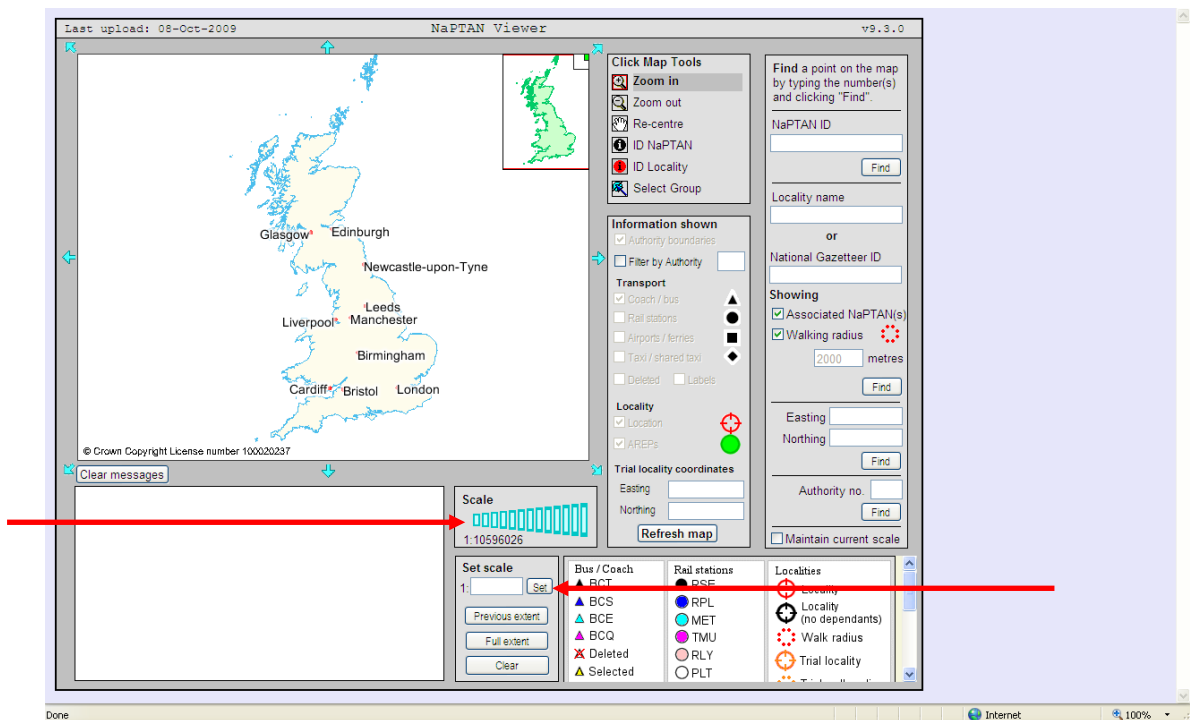 Last upload: 08-Oct-2009 NaPTAN Viewer v9.3.0
Glasgow Edinburgh
Newcastle-upon-Tyne
Leeds
Liverpool Manchester
Birmingham
Cardiff Bristol London
© Crown Copyright License number 100020237
Clear messages
Scale
1:10596026
Set scale
1: Set
Previous extent
Full extent
Clear
Click Map Tools
Zoom in
Zoom out
Re-centre
ID NaPTAN
ID Locality
Select Group
Information shown
Authority boundaries
Filter by Authority
Transport
Coach / bus
Rail stations
Airports / ferries
Taxi / shared taxi
Deleted Labels
Locality
Location
AREPs
Trial locality coordinates
Easting
Northing
Refresh map
Find a point on the map
by typing the number(s)
and clicking "Find".
NaPTAN ID
Find
Locality name
or
National Gazetteer ID
Showing
Associated NaPTAN(s)
Walking radius
2000 metres
Find
Easting
Northing
Find
Authority no.
Find
Maintain current scale
Bus / Coach
BCT
BCS
BCE
BCQ
Deleted
Selected
Rail stations
RSE
RPL
MET
TMU
RLY
PLT
Localities
Locality
Locality
(no dependants)
Walk radius
Trial locality
Done Internet 100%